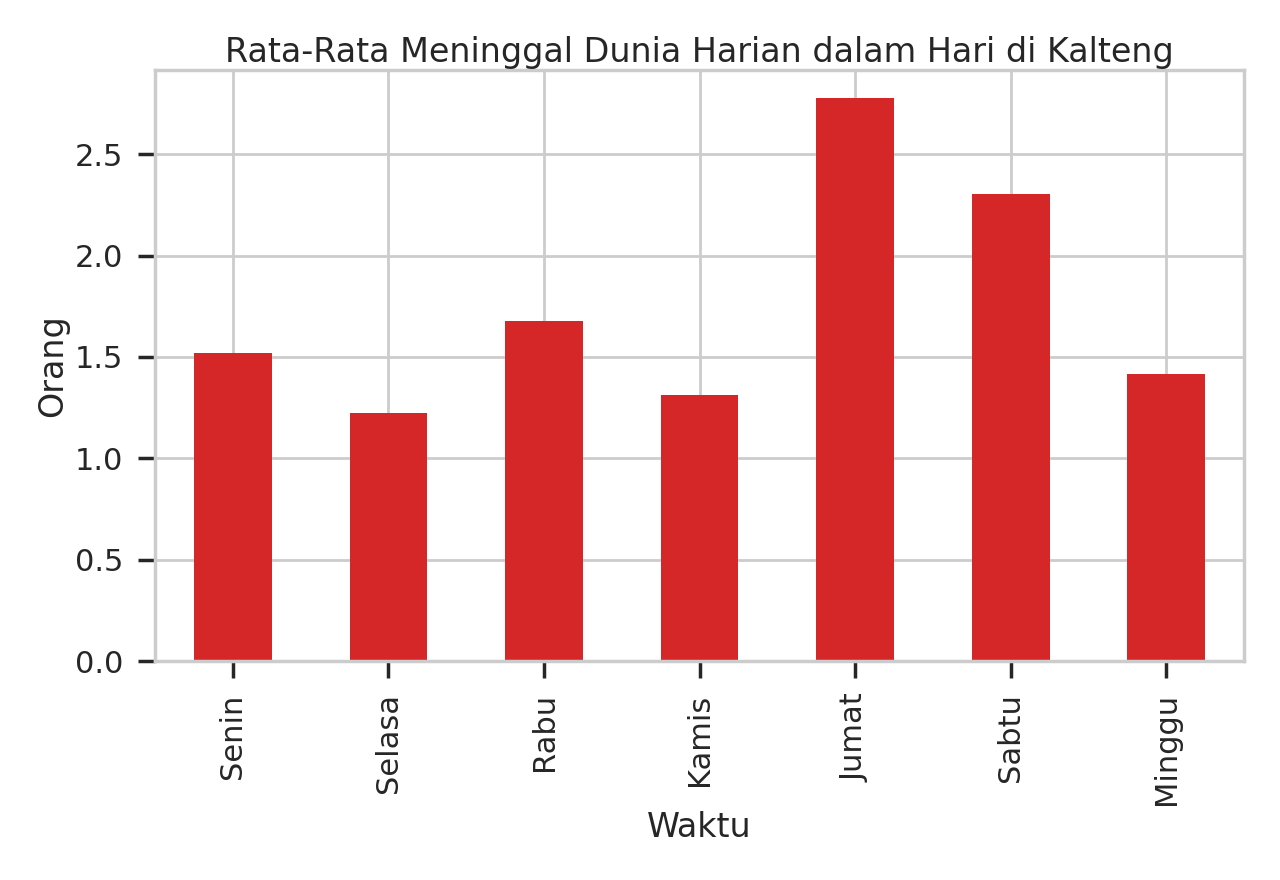 Rata-Rata Meninggal Dunia Harian dalam Hari di Kalteng
2.5
2.0
1.5
1.0
0.5
0.0
Orang
Senin
Selasa
Rabu
Kamis
Jumat
Sabtu
Minggu
Waktu